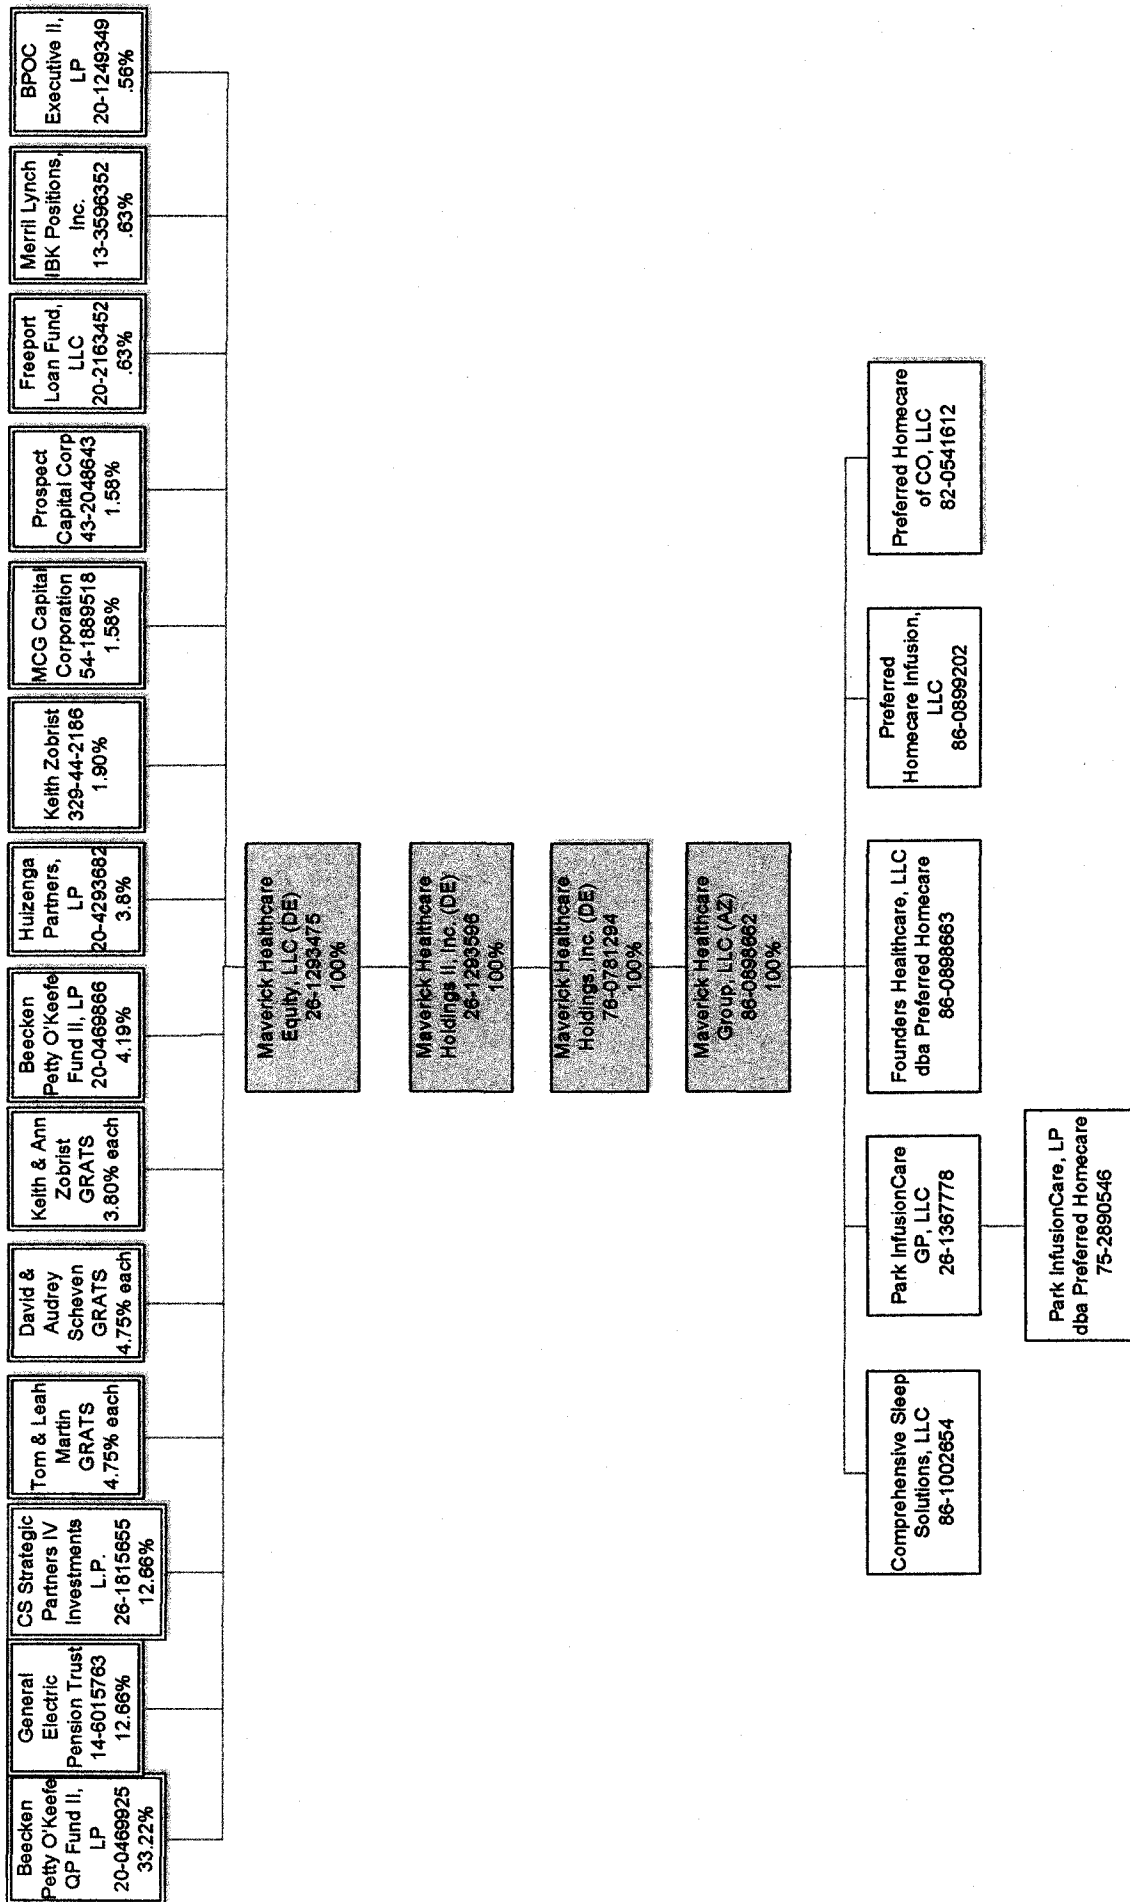 Beecken
Petty O'Keefe
QP Fund II,
LP
20-0469925
33.22%
General
Electric
Pension Trust
14-6015763
12.66%
CS Strategic
Partners IV
Investments
L.P.
26-1815655
12.66%
Tom & Leah
Martin
GRATS
4.75% each
David &
Audrey
Scheven
GRATS
4.75% each
Keith & Ann
Zobrist
GRATS
3.80% each
Beecken
Petty O'Keefe
Fund II, LP
20-0469866
4.19%
Huizenga
Partners,
LP
20-4293682
3.8%
Keith Zobrist
329-44-2186
1.90%
MCG Capital
Corporation
54-1889518
1.58%
Prospect
Capital Corp
43-2048643
1.58%
Freeport
Loan Fund,
LLC
20-2163452
.63%
Merril Lynch
IBK Positions,
Inc.
13-3596352
.63%
BPOC
Executive II,
LP
20-1249349
.56%
Maverick Healthcare
Equity, LLC (DE)
26-1293475
100%
Maverick Healthcare
Holdings II, Inc. (DE)
26-1293596
100%
Maverick Healthcare
Holdings, Inc. (DE)
76-0781294
100%
Maverick Healthcare
Group, LLC (AZ)
86-0898662
100%
Comprehensive Sleep
Solutions, LLC
86-1002654
Park InfusionCare
GP, LLC
26-1367778
Founders Healthcare, LLC
dba Preferred Homecare
86-0898663
Preferred
Homecare Infusion,
LLC
86-0899202
Preferred Homecare
of CO, LLC
82-0541612
Park InfusionCare, LP
dba Preferred Homecare
75-2890546